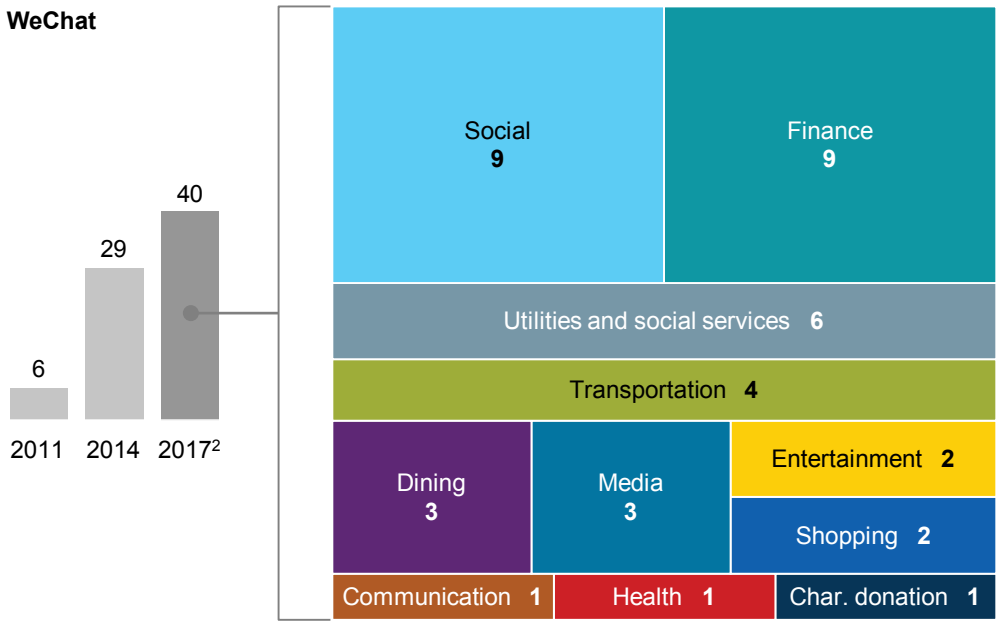 WeChat
40
29
6
2011 2014 2017²
Social
9
Finance
9
Utilities and social services 6
Transportation 4
Dining
3
Media
3
Entertainment 2
Shopping 2
Communication 1
Health 1
Char. donation 1